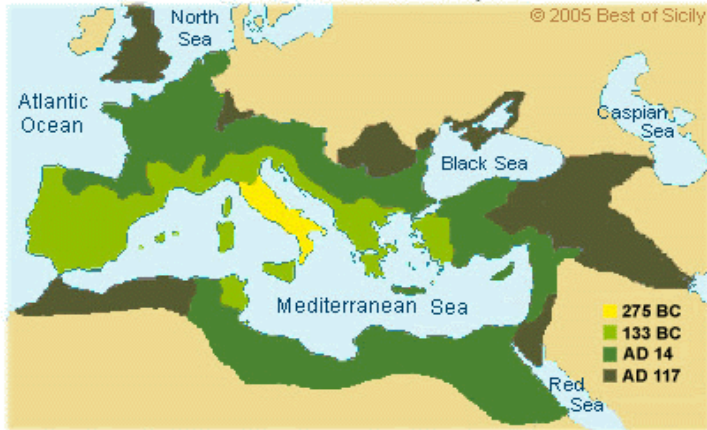 © 2005 Best of Sicily
North
Sea
Atlantic
Ocean
Caspian
Sea
Black Sea
Mediterranean Sea
275 BC
133 BC
AD 14
AD 117
Red
Sea